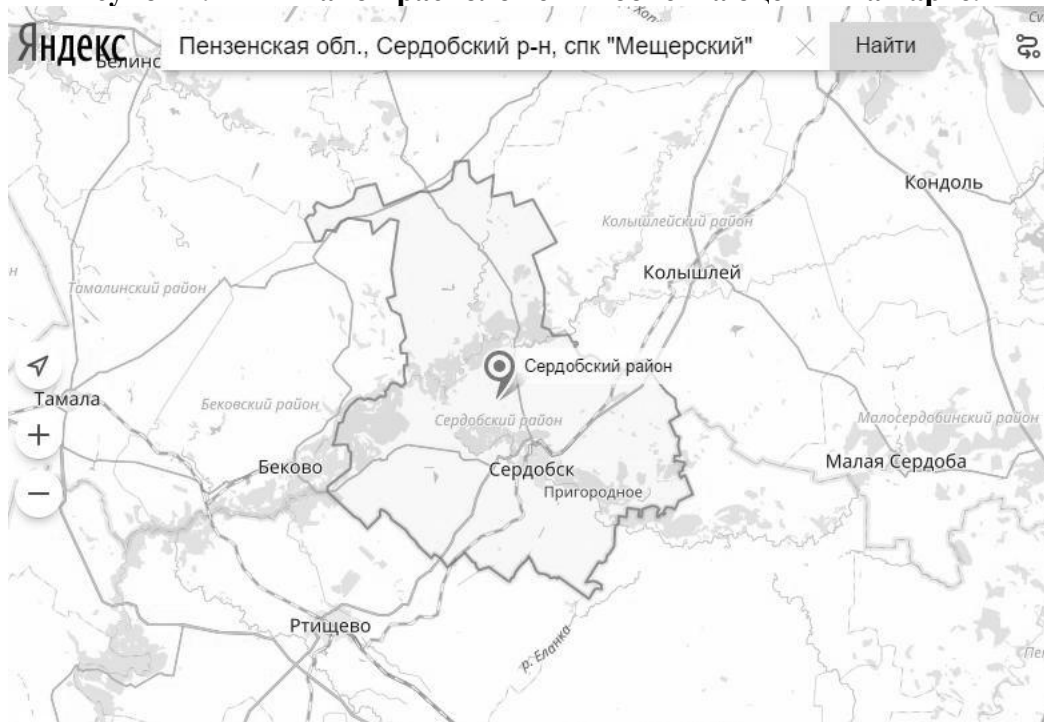 Яндекс
Пензенская обл., Сердобский р-н, спк "Мещерский"
Найти
Кондоль
Колышлейский район
Колышлей
Тамалинский район
Сердобский район
Тамала
Бековский район
Сердобский район
Малосердобинский район
Беково
Сердобск
Малая Сердоба
Пригородное
Ртищево
р. Еланка